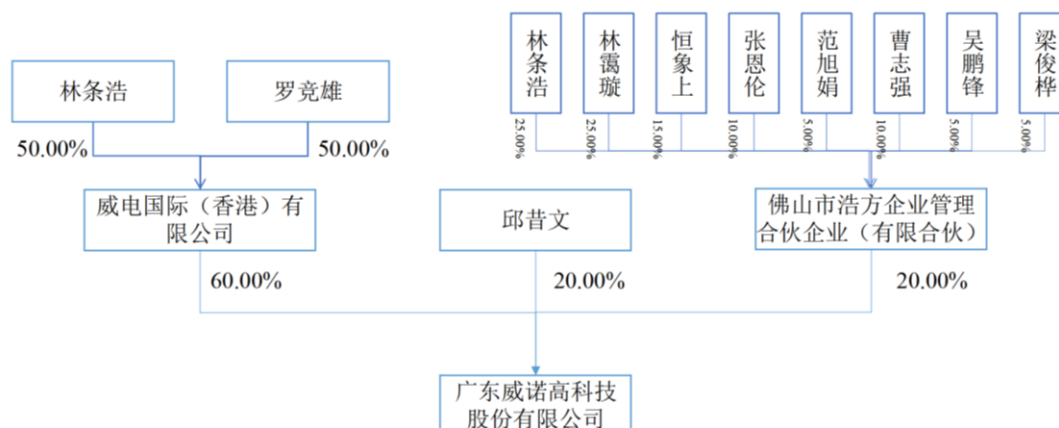 林条浩
罗竞雄
50.00%
50.00%
威电国际（香港）有
限公司
60.00%
邱昔文
20.00%
林条浩
林霭璇
恒象上
张恩伦
范旭娟
曹志强
吴鹏锋
梁俊桦
25.00%
25.00%
15.00%
10.00%
5.00%
10.00%
5.00%
5.00%
佛山市浩方企业管理
合伙企业（有限合伙）
20.00%
广东威诺高科技
股份有限公司